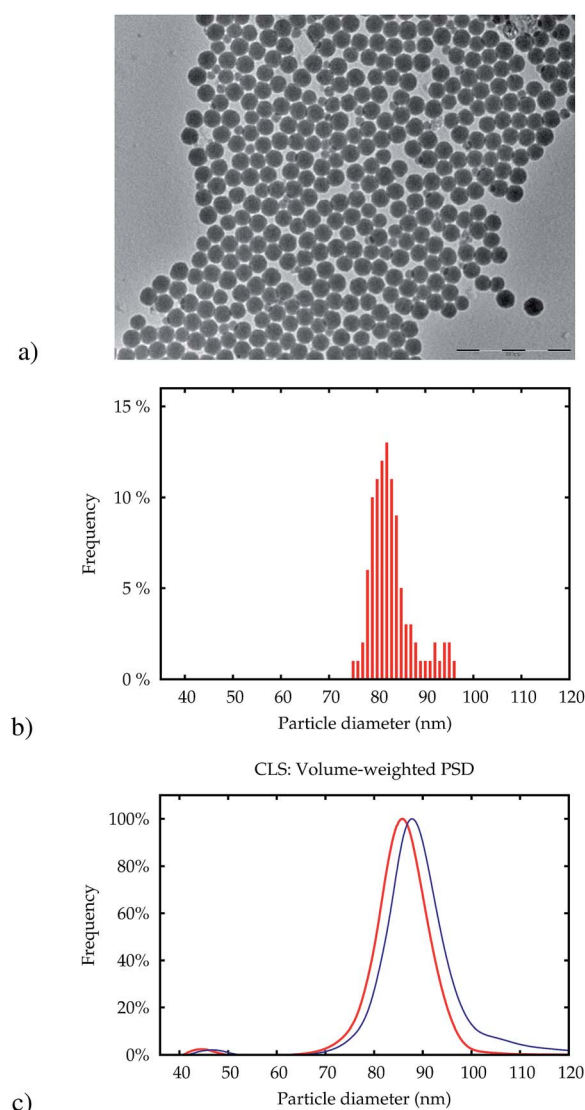 a)
15 %
10 %
5 %
0 %
Frequency
40 50 60 70 80 90 100 110 120
Particle diameter (nm)
b)
CLS: Volume-weighted PSD
100%
80%
60%
40%
20%
0%
Frequency
40 50 60 70 80 90 100 110 120
Particle diameter (nm)
c)